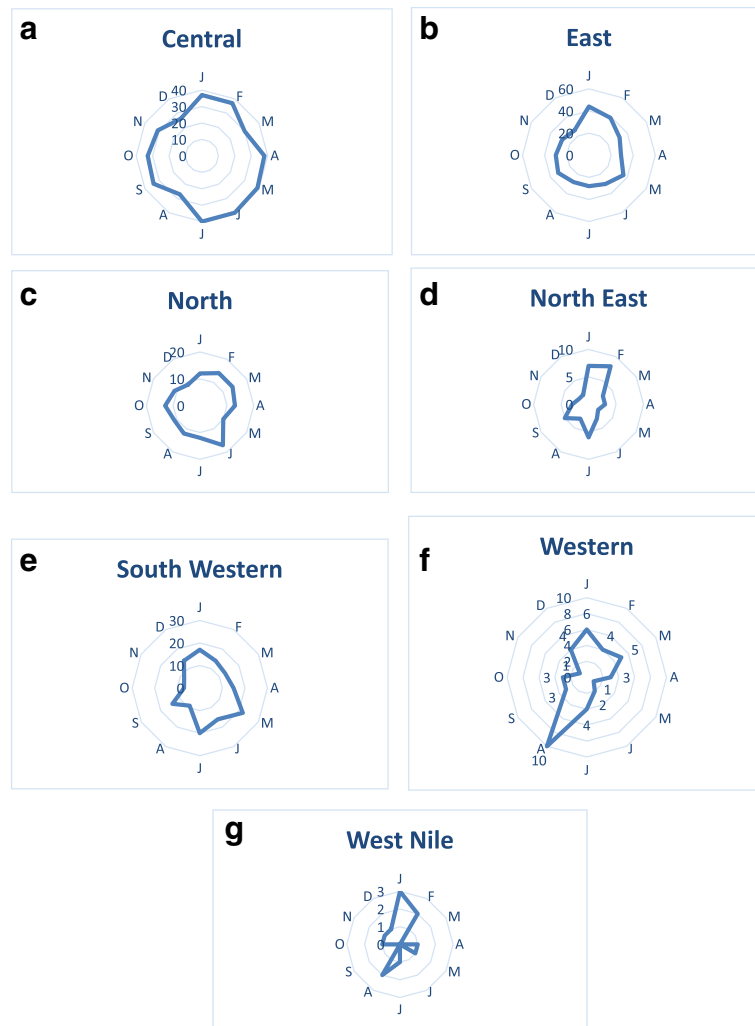 a
Central
J
F
M
A
M
J
J
A
S
O
N
D
40
30
20
10
0
b
East
J
F
M
A
M
J
J
A
S
O
N
D
60
40
20
0
c
North
J
F
M
A
M
J
J
A
S
O
N
D
20
10
0
d
North East
J
F
M
A
M
J
J
A
S
O
N
D
10
5
0
e
South Western
J
F
M
A
M
J
J
A
S
O
N
D
30
20
10
0
f
Western
J
F
M
A
M
J
J
A
S
O
N
D
10
8
6
4
2
0
6
4
5
3
1
2
4
10
3
3
1
4
g
West Nile
J
F
M
A
M
J
J
A
S
O
N
D
3
2
1
0